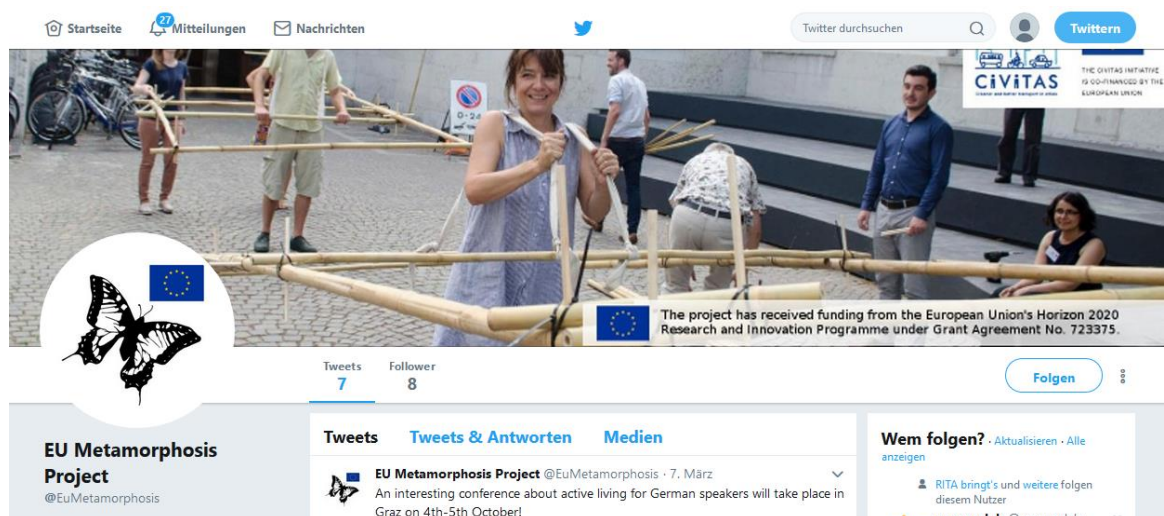 Startseite
27
Mitteilungen
Nachrichten
Twitter durchsuchen
Twittern
CiViTAS
THE CIVITAS INITIATIVE
IS CO-FINANCED BY THE
EUROPEAN UNION
0-24
The project has received funding from the European Union's Horizon 2020
Research and Innovation Programme under Grant Agreement No. 723375.
Tweets
7
Follower
8
Folgen
EU Metamorphosis
Project
@EuMetamorphosis
Tweets
Tweets & Antworten
Medien
EU Metamorphosis Project @EuMetamorphosis · 7. März
An interesting conference about active living for German speakers will take place in
Graz on 4th-5th October!
Wem folgen? · Aktualisieren · Alle
anzeigen
RITA bringt's und weitere folgen
diesem Nutzer